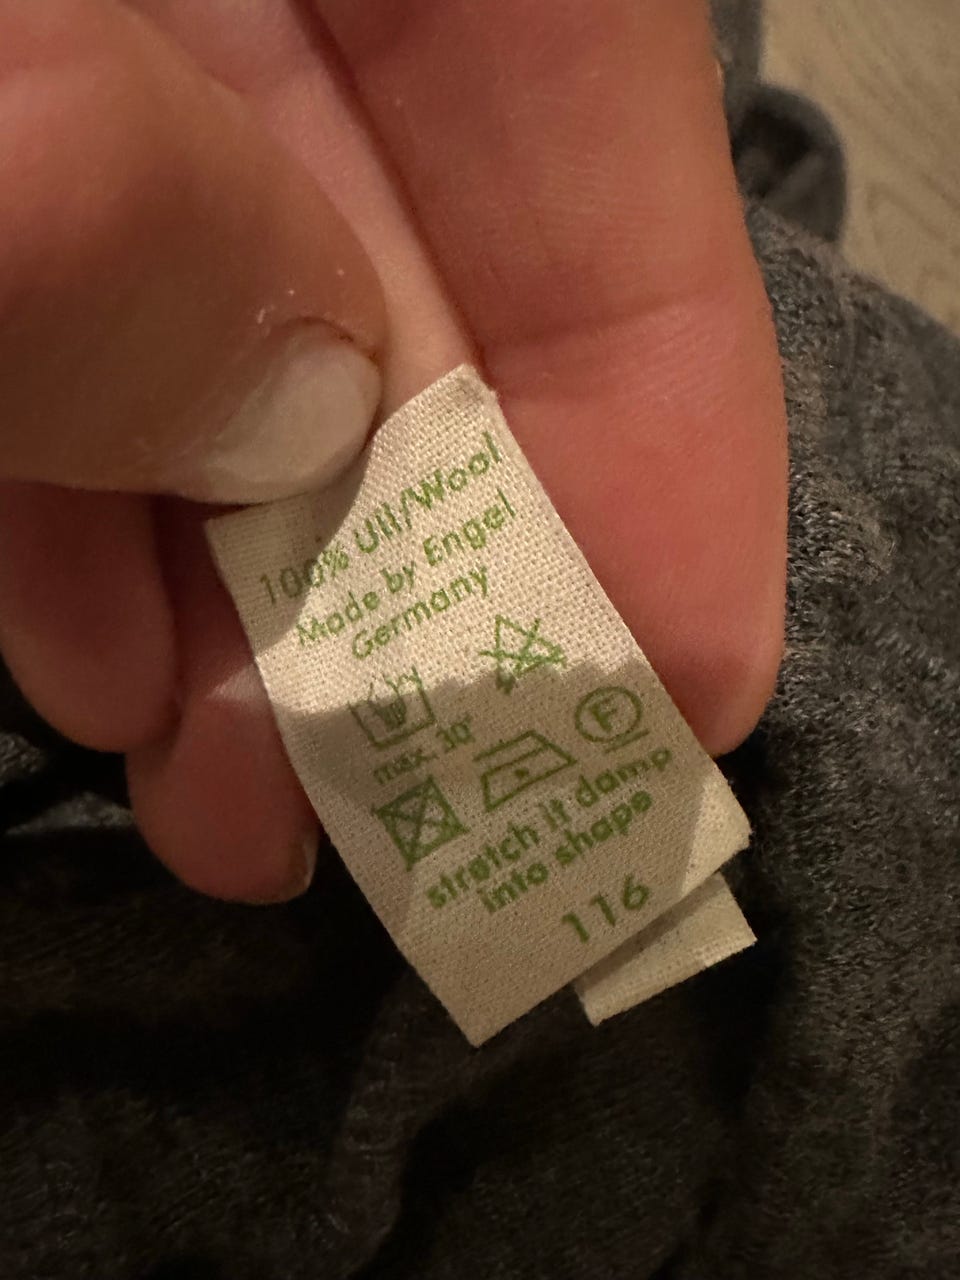 100% Ull/Wool
Made by Engel
Germany
max. 30°
F
stretch it damp
into shape
116